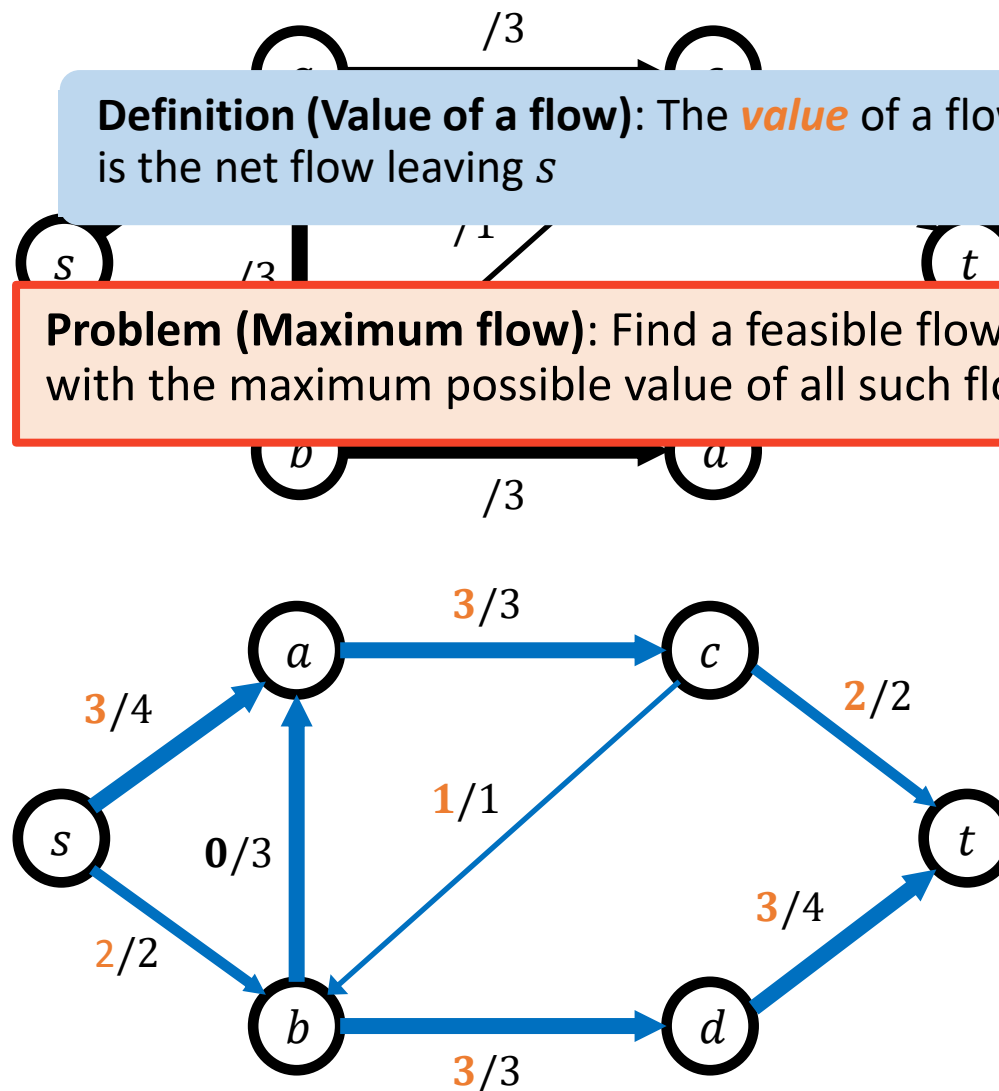 /3
Definition (Value of a flow): The value of a flow
is the net flow leaving s
/1
s
/3
t
Problem (Maximum flow): Find a feasible flow
with the maximum possible value of all such
b
/3
3/3
a
c
3/4
2/2
1/1
s
0/3
t
3/4
2/2
b
d
3/3